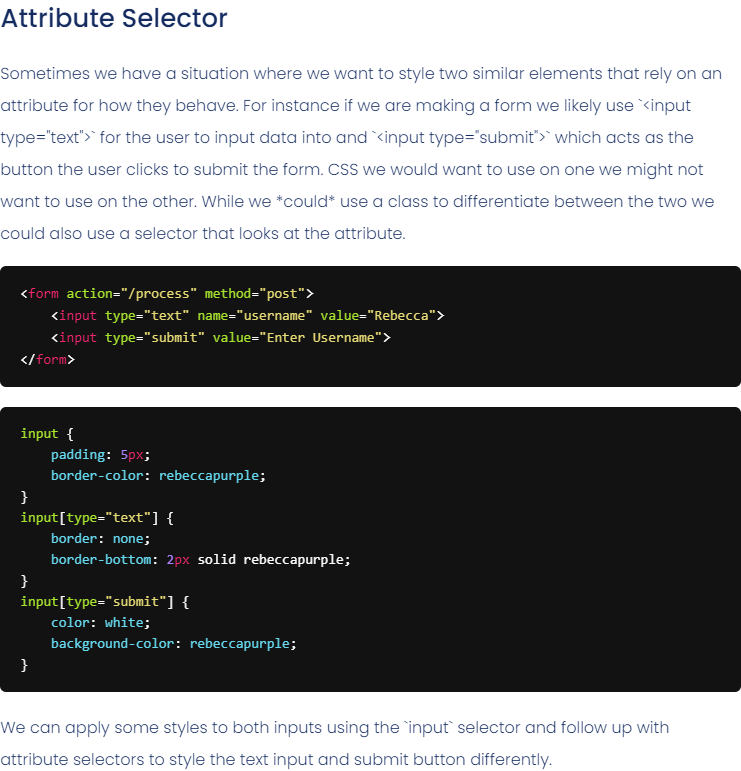 Attribute Selector
Sometimes we have a situation where we want to style two similar elements that rely on an
attribute for how they behave. For instance if we are making a form we likely use `<input
type="text">` for the user to input data into and `<input type="submit">` which acts as the
button the user clicks to submit the form. CSS we would want to use on one we might not
want to use on the other. While we *could* use a class to differentiate between the two we
could also use a selector that looks at the attribute.
<form action="/process" method="post">
    <input type="text" name="username" value="Rebecca">
    <input type="submit" value="Enter Username">
</form>
input {
    padding: 5px;
    border-color: rebeccapurple;
}
input[type="text"] {
    border: none;
    border-bottom: 2px solid rebeccapurple;
}
input[type="submit"] {
    color: white;
    background-color: rebeccapurple;
}
We can apply some styles to both inputs using the `input` selector and follow up with
attribute selectors to style the text input and submit button differently.